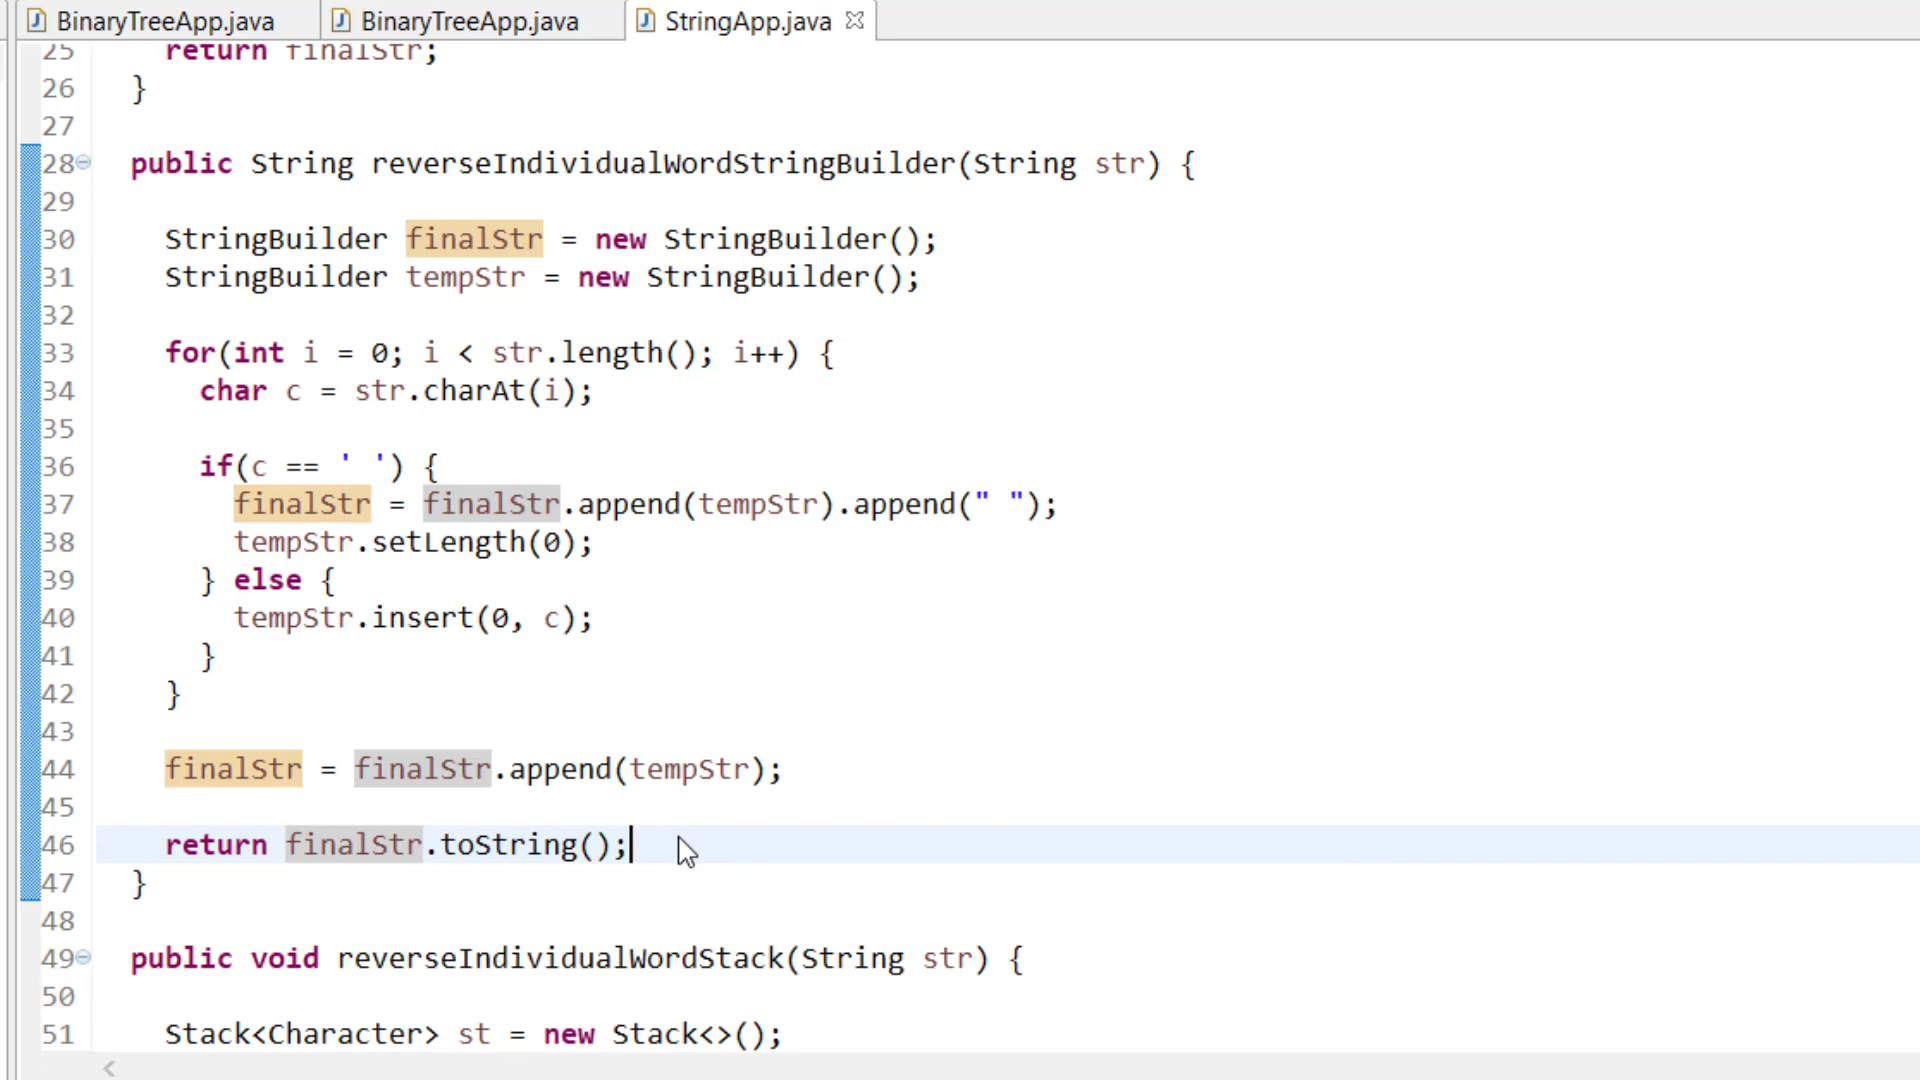 BinaryTreeApp.java BinaryTreeApp.java StringApp.java
25 return finalStr;
26 }
27
28 public String reverseIndividualWordStringBuilder(String str) {
29
30 StringBuilder finalStr = new StringBuilder();
31 StringBuilder tempStr = new StringBuilder();
32
33 for(int i = 0; i < str.length(); i++) {
34 char c = str.charAt(i);
35
36 if(c == ' ') {
37 finalStr = finalStr.append(tempStr).append(" ");
38 tempStr.setLength(0);
39 } else {
40 tempStr.insert(0, c);
41 }
42 }
43
44 finalStr = finalStr.append(tempStr);
45
46 return finalStr.toString();
47 }
48
49 public void reverseIndividualWordStack(String str) {
50
51 Stack<Character> st = new Stack<>();